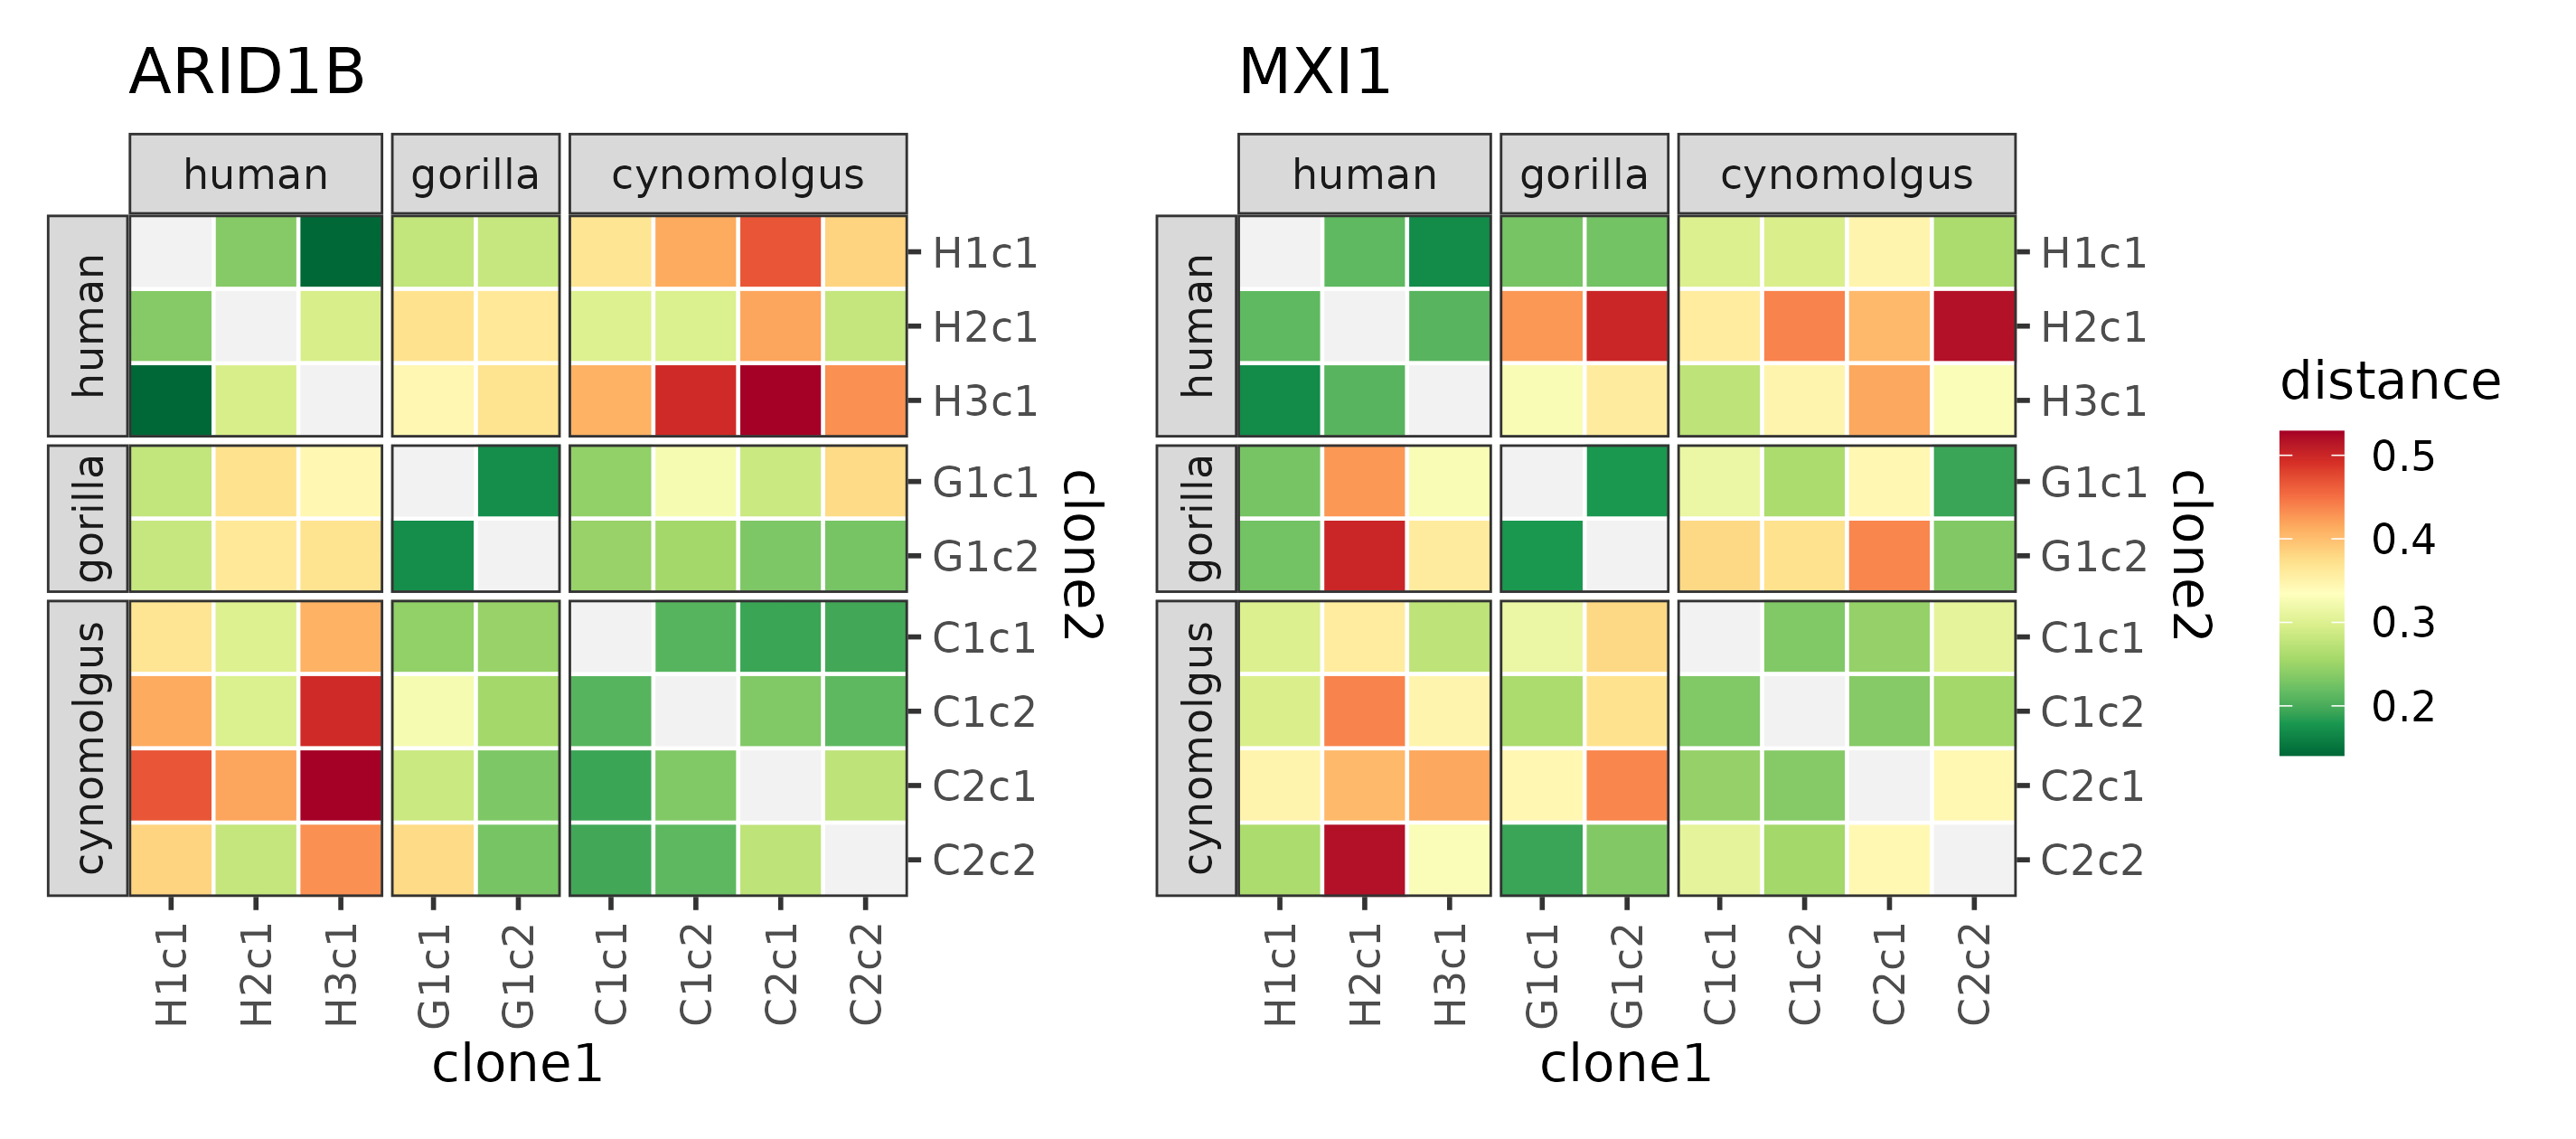 ARID1B
human gorilla cynomolgus
human
gorilla
cynomolgus
H1c1
H2c1
H3c1
G1c1
G1c2
C1c1
C1c2
C2c1
C2c2
clone2
H1c1 H2c1 H3c1 G1c1 G1c2 C1c1 C1c2 C2c1 C2c2
clone1
MXI1
human gorilla cynomolgus
human
gorilla
cynomolgus
H1c1
H2c1
H3c1
G1c1
G1c2
C1c1
C1c2
C2c1
C2c2
clone2
H1c1 H2c1 H3c1 G1c1 G1c2 C1c1 C1c2 C2c1 C2c2
clone1
distance
0.5
0.4
0.3
0.2